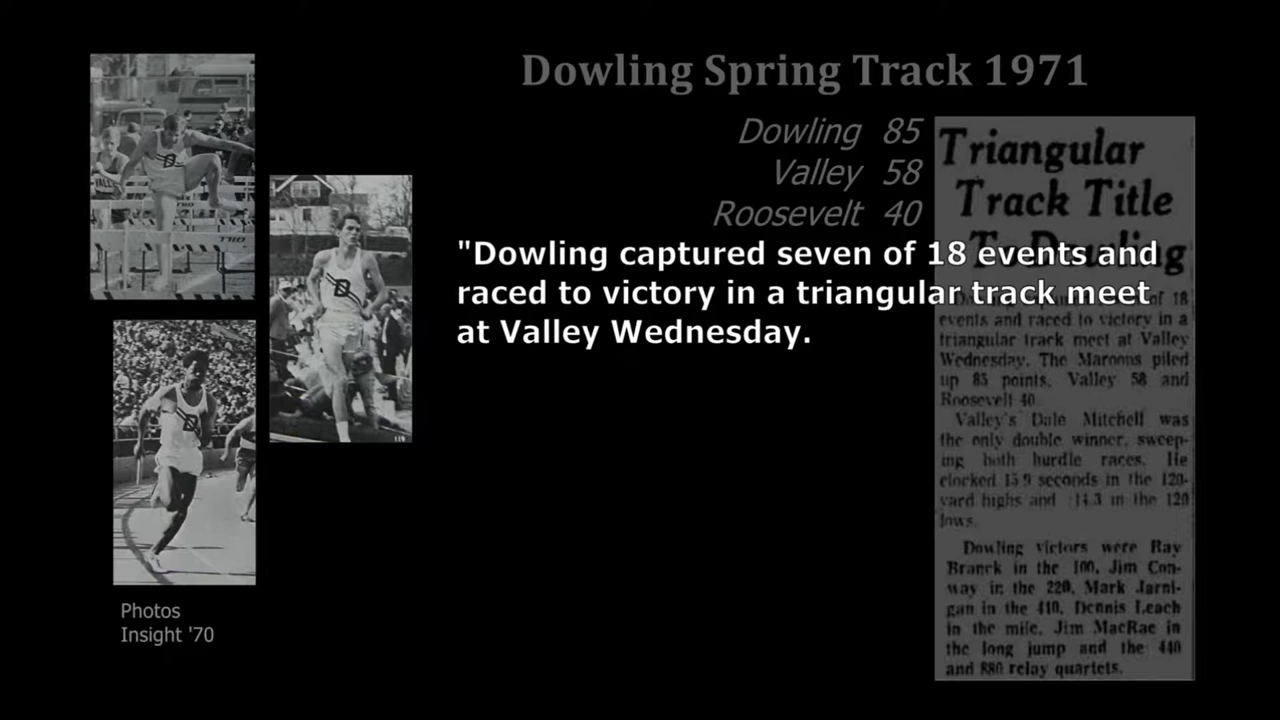 Dowling Spring Track 1971
Dowling 85
Valley 58
Roosevelt 40
"Dowling captured seven of 18 events and
raced to victory in a triangular track meet
at Valley Wednesday.
Triangular
Track Title
To Dowling
of 18
events and raced to victory in a
triangular track meet at Valley
Wednesday. The Maroons piled
up 85 points, Valley 58 and
Roosevelt 40.
Valley's Dale Mitchell was
the only double winner, sweep-
ing both hurdle races. He
clocked 15.9 seconds in the 120-
yard highs and 14.3 in the 120
lows.
Dowling victors were Ray
Branck in the 100, Jim Con-
way in the 220, Mark Jarni-
gan in the 440, Dennis Leach
in the mile, Jim MacRae in
the long jump and the 440
and 880 relay quartets.
Photos
Insight '70
VALLEY
D
D
D
119